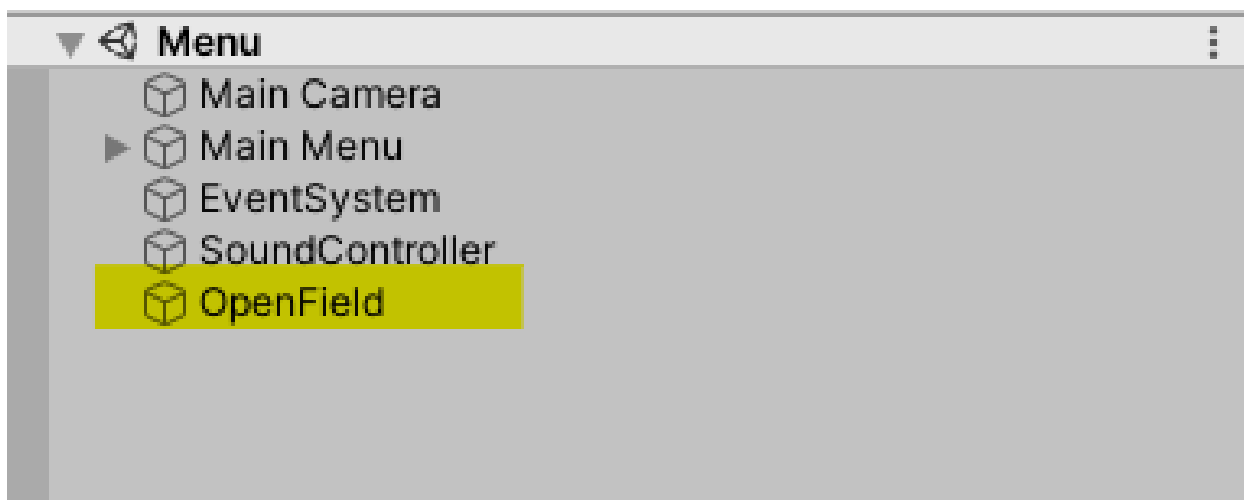 Menu
Main Camera
Main Menu
EventSystem
SoundController
OpenField